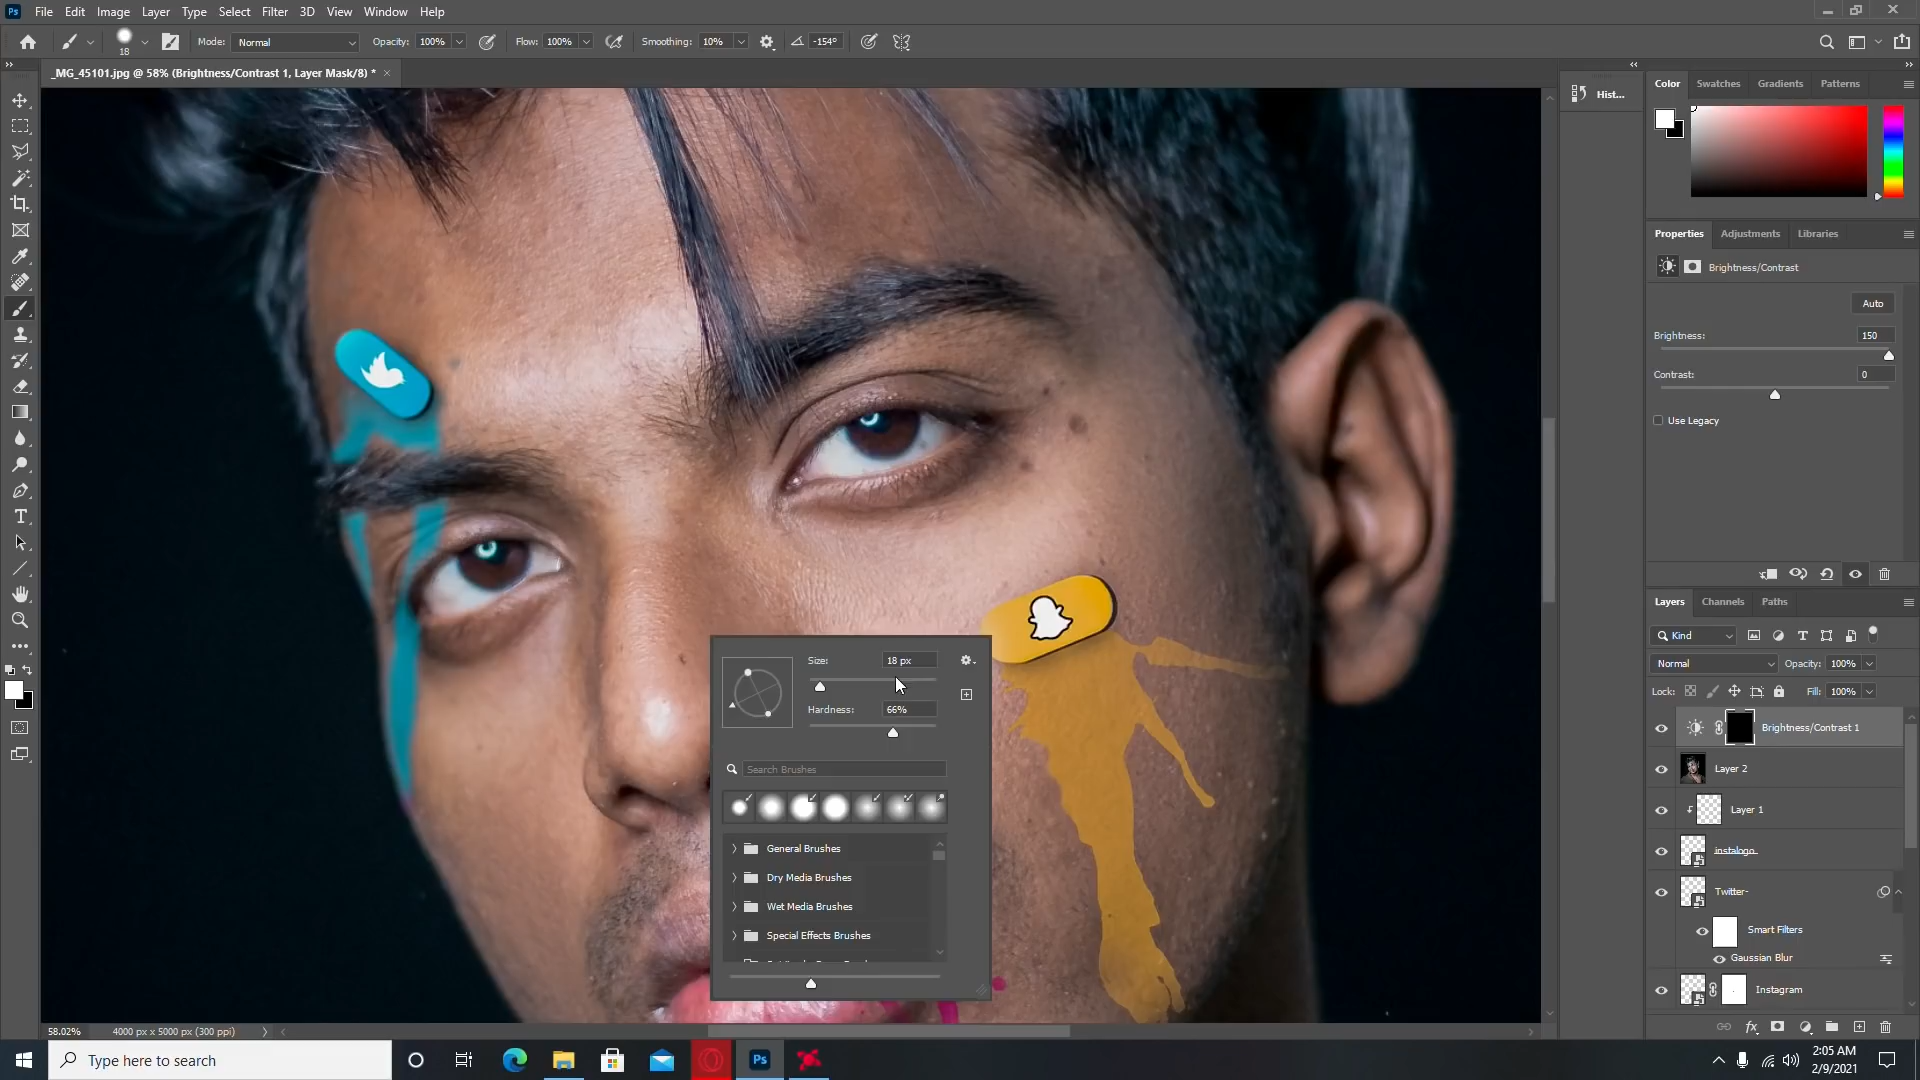 File Edit Image Layer Type Select Filter 3D View Window Help
18 Mode: Normal Opacity: 100% Flow: 100% Smoothing: 10% -154°
_MG_45101.jpg @ 58% (Brightness/Contrast 1, Layer Mask/8) * ×
Hist...
Color Swatches Gradients Patterns
Properties Adjustments Libraries
Brightness/Contrast
Auto
Brightness: 150
Contrast: 0
Use Legacy
Size: 18 px
Hardness: 66%
Search Brushes
General Brushes
Dry Media Brushes
Wet Media Brushes
Special Effects Brushes
Layers Channels Paths
Kind
Normal Opacity: 100%
Lock: Fill: 100%
Brightness/Contrast 1
Layer 2
Layer 1
instalogo
Twitter-
Smart Filters
Gaussian Blur
Instagram
58.02% 4000 px x 5000 px (300 ppi)
Type here to search
Ps
2:05 AM
2/9/2021